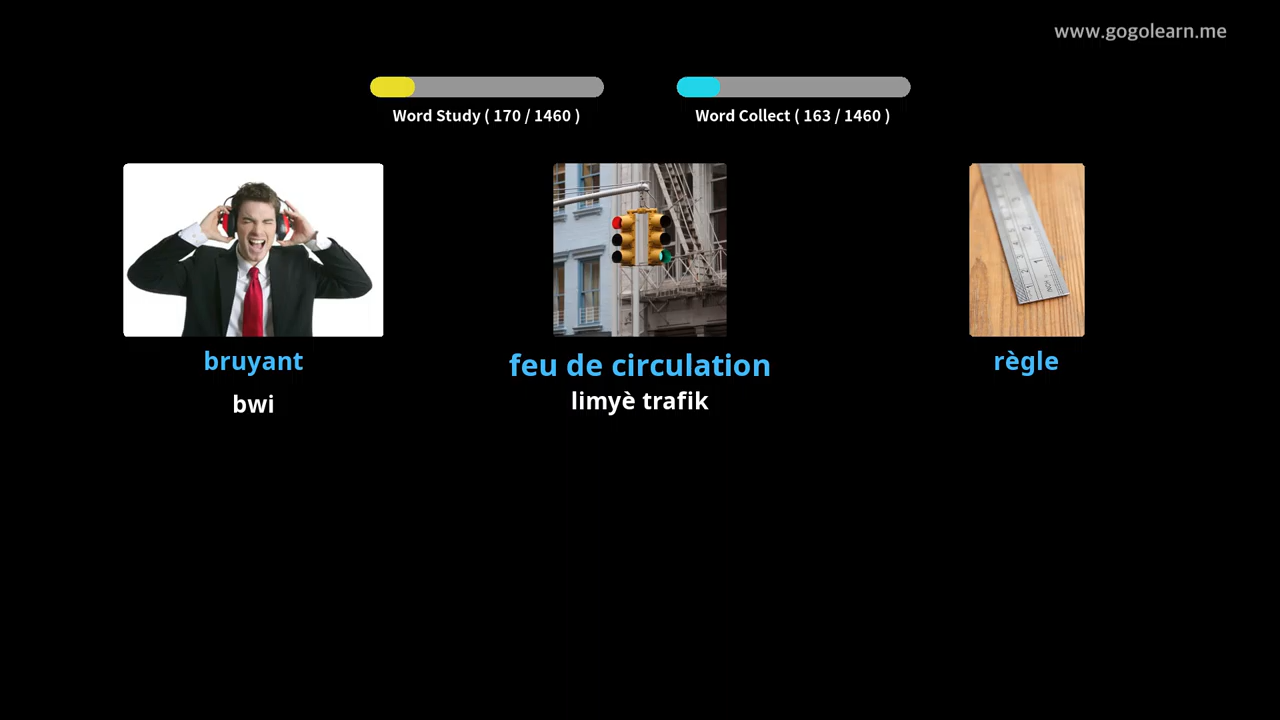 www.gogolearn.me
Word Study ( 170 / 1460 )
Word Collect ( 163 / 1460 )
bruyant
bwi
feu de circulation
limyè trafik
règle